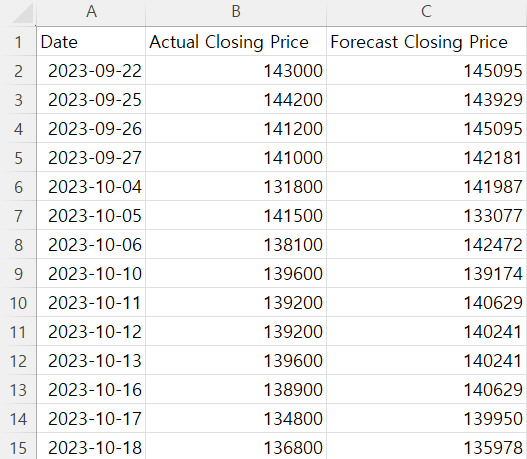 A B C
1 Date Actual Closing Price Forecast Closing Price
2 2023-09-22 143000 145095
3 2023-09-25 144200 143929
4 2023-09-26 141200 145095
5 2023-09-27 141000 142181
6 2023-10-04 131800 141987
7 2023-10-05 141500 133077
8 2023-10-06 138100 142472
9 2023-10-10 139600 139174
10 2023-10-11 139200 140629
11 2023-10-12 139200 140241
12 2023-10-13 139600 140241
13 2023-10-16 138900 140629
14 2023-10-17 134800 139950
15 2023-10-18 136800 135978